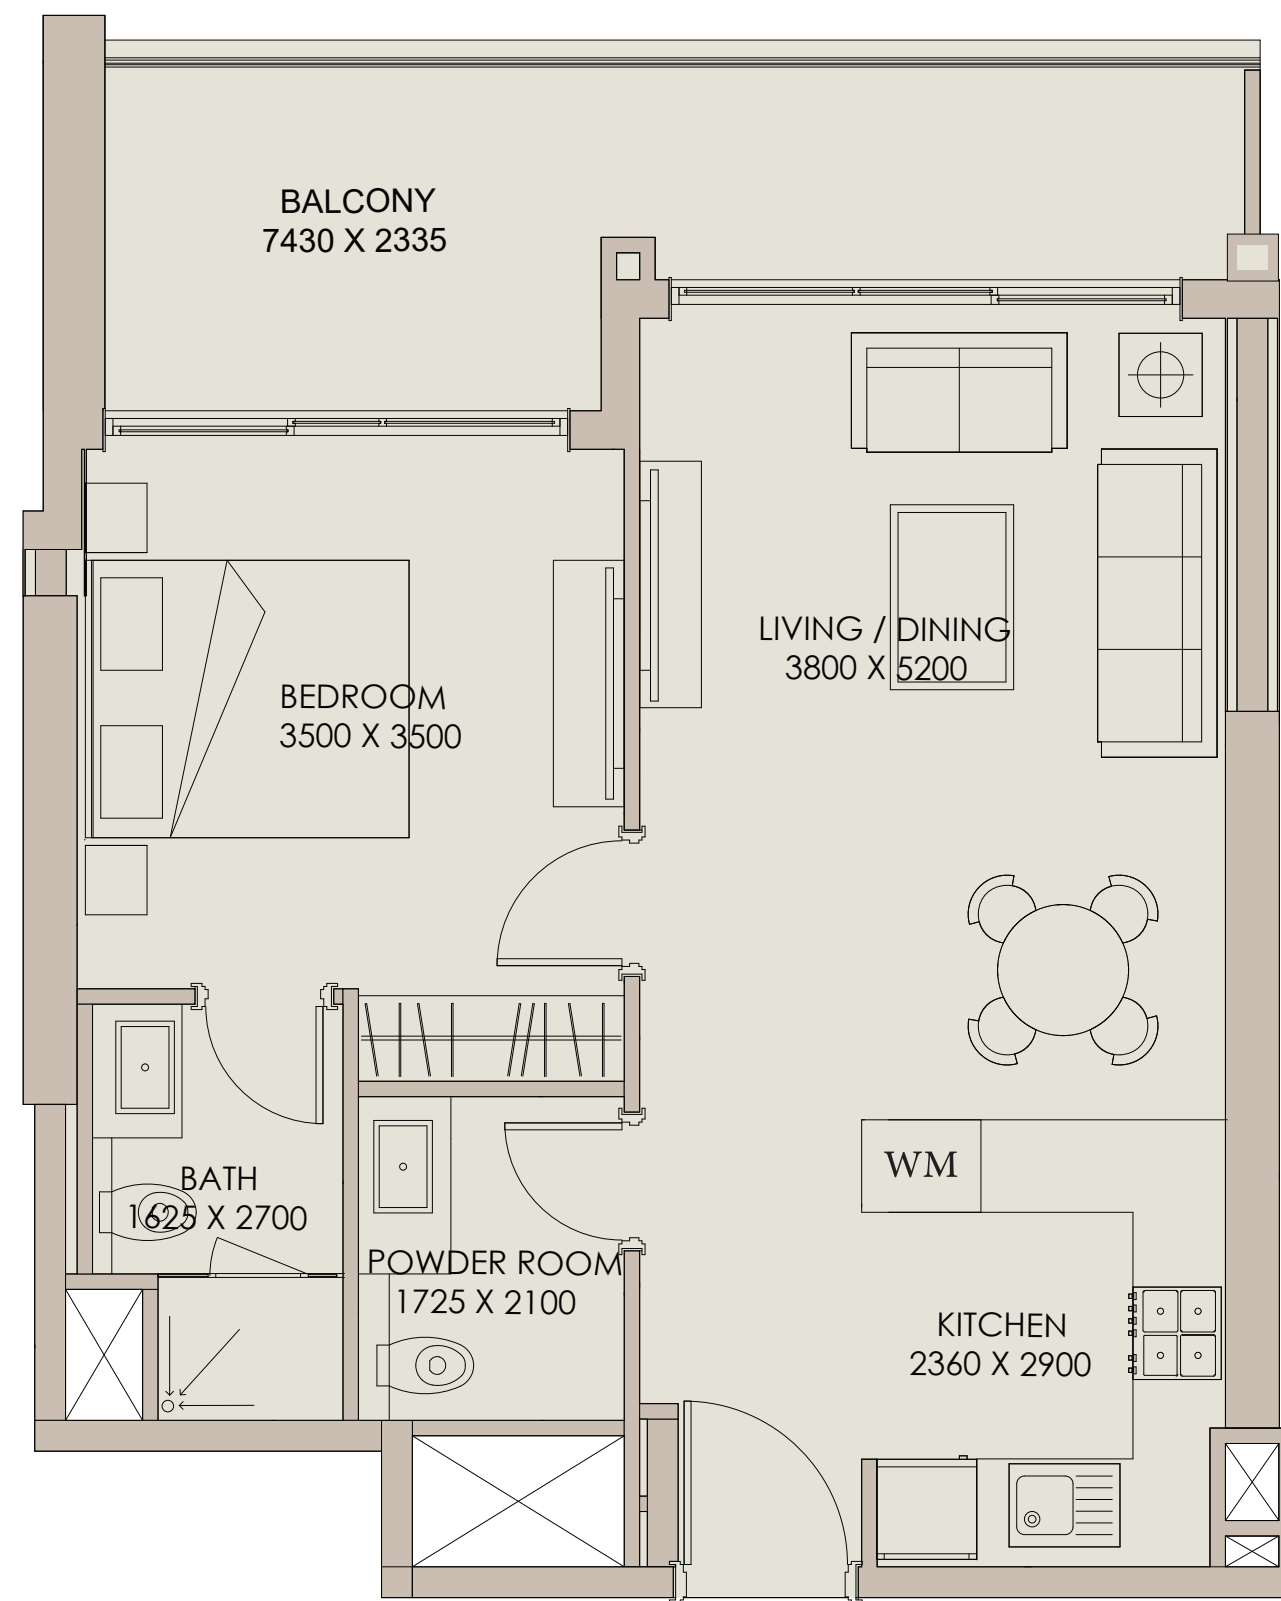 BALCONY
7430 X 2335
LIVING / DINING
3800 X 5200
BEDROOM
3500 X 3500
WM
BATH
1625 X 2700
POWDER ROOM
1725 X 2100
KITCHEN
2360 X 2900